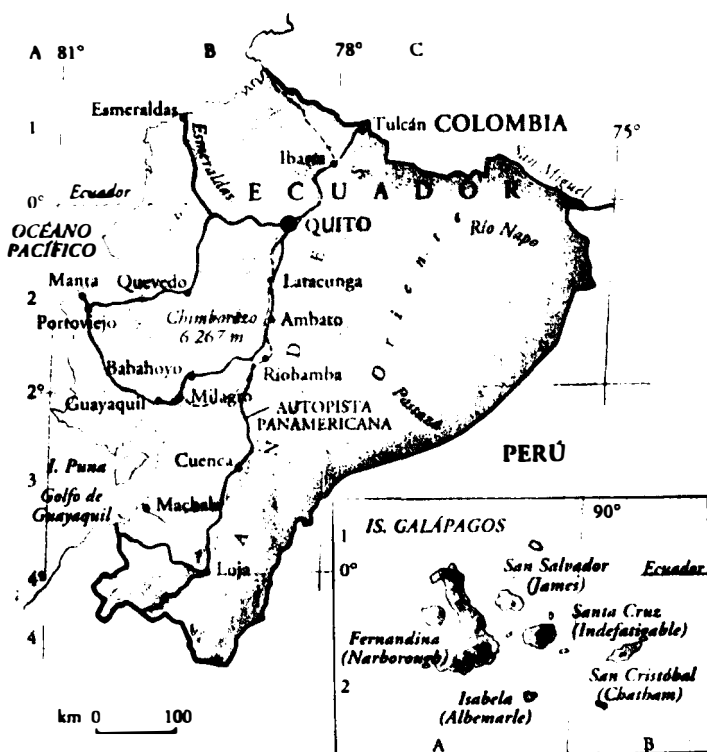 A 81° B 78° C
Esmeraldas
1
Tulcán COLOMBIA
75°
Esmeraldas
Ibarra
San Miguel
ECUADOR
Ecuador
0°
QUITO
OCÉANO
PACÍFICO
Río Napo
ANDES
Oriente
Manta Quevedo
Latacunga
2
Portoviejo
Chimborazo
6 267 m
Ambato
Babahoyo
Riobamba
2°
Guayaquil Milagro
Pastaza
AUTOPISTA
PANAMERICANA
PERÚ
Cuenca
3
I. Puna
Golfo de
Guayaquil
Machala
4°
Loja
4
km 0 100
IS. GALÁPAGOS
90°
1
0°
San Salvador
(James)
Ecuador
Santa Cruz
(Indefatigable)
Fernandina
(Narborough)
San Cristóbal
(Chatham)
2
Isabela
(Albemarle)
A B